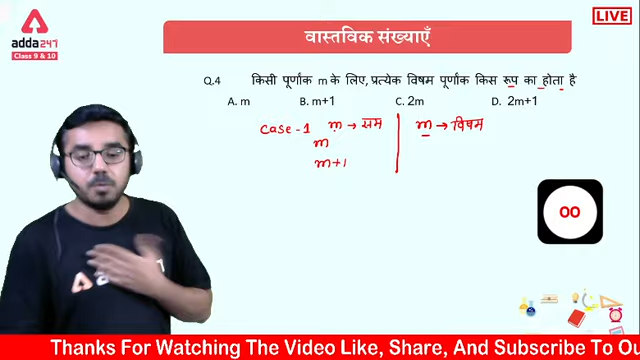 LIVE
adda247
Class 9 & 10
वास्तविक संख्याएँ
Q.4 किसी पूर्णांक m के लिए, प्रत्येक विषम पूर्णांक किस रूप का होता है
A. m B. m+1 C. 2m D. 2m+1
Case-1 m → सम m → विषम
m
m+1
00
Thanks For Watching The Video Like, Share, And Subscribe To Ou